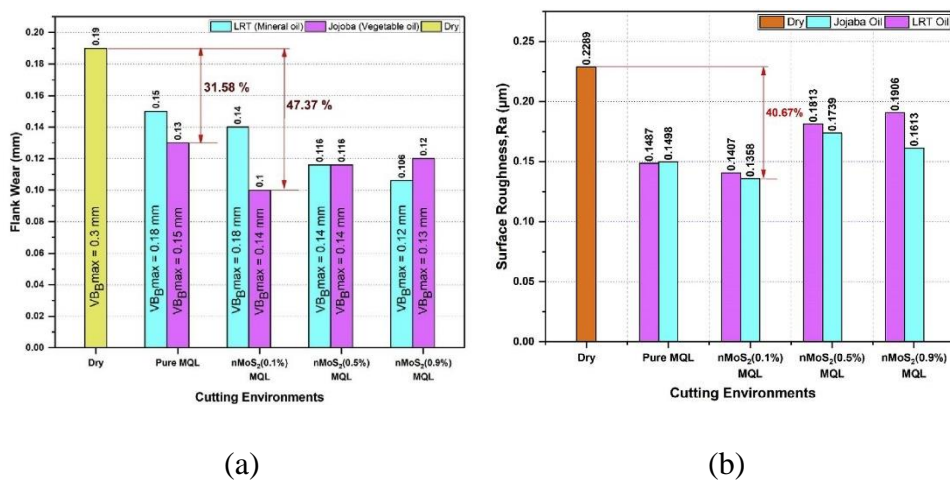 LRT (Mineral oil) Jojoba (Vegetable oil) Dry
0.20
0.18
0.16
0.14
0.12
0.10
0.08
0.06
0.04
0.02
0.00
Flank Wear (mm)
0.19
0.15
0.13
0.14
0.1
0.116
0.116
0.106
0.12
31.58 %
47.37 %
VBBmax = 0.3 mm
VBBmax = 0.18 mm
VBBmax = 0.15 mm
VBBmax = 0.18 mm
VBBmax = 0.14 mm
VBBmax = 0.14 mm
VBBmax = 0.14 mm
VBBmax = 0.12 mm
VBBmax = 0.13 mm
Dry Pure MQL nMoS2(0.1%) nMoS2(0.5%) nMoS2(0.9%)
MQL MQL MQL
Cutting Environments
(a)
Dry Jojaba Oil LRT Oil
0.25
0.20
0.15
0.10
0.05
0.00
Surface Roughness,Ra (µm)
0.2289
0.1487
0.1498
0.1407
0.1358
0.1813
0.1739
0.1906
0.1613
40.67%
Dry Pure MQL nMoS2(0.1%) nMoS2(0.5%) nMoS2(0.9%)
MQL MQL MQL
Cutting Environments
(b)